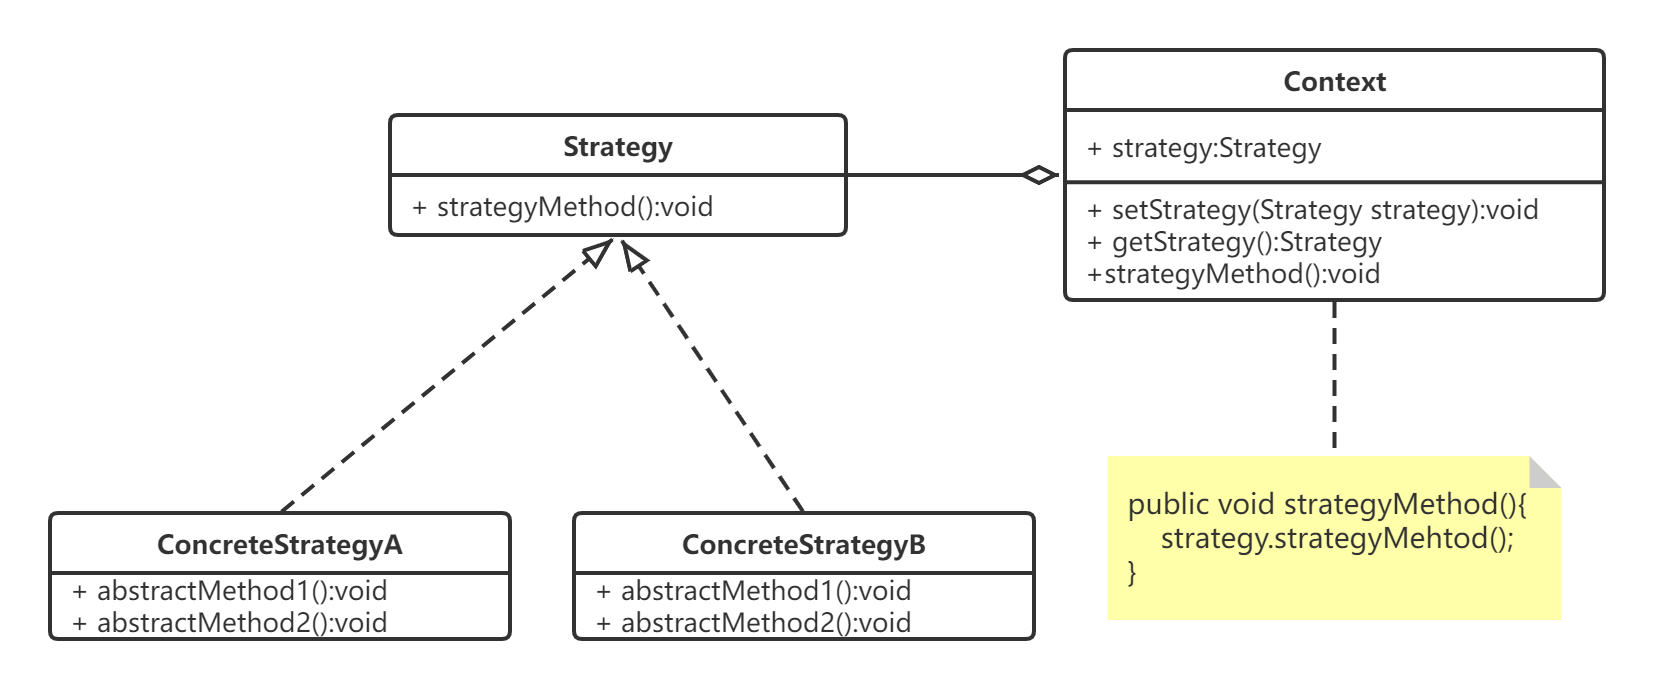 Strategy
+ strategyMethod():void
Context
+ strategy:Strategy
+ setStrategy(Strategy strategy):void
+ getStrategy():Strategy
+strategyMethod():void
ConcreteStrategyA
+ abstractMethod1():void
+ abstractMethod2():void
ConcreteStrategyB
+ abstractMethod1():void
+ abstractMethod2():void
public void strategyMethod(){
strategy.strategyMehtod();
}